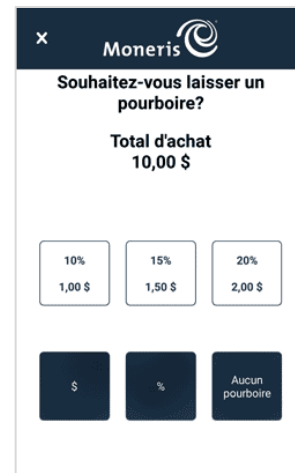 ×
Moneris
Souhaitez-vous laisser un
pourboire?
Total d'achat
10,00 $
10%
1,00 $
15%
1,50 $
20%
2,00 $
$
%
Aucun
pourboire